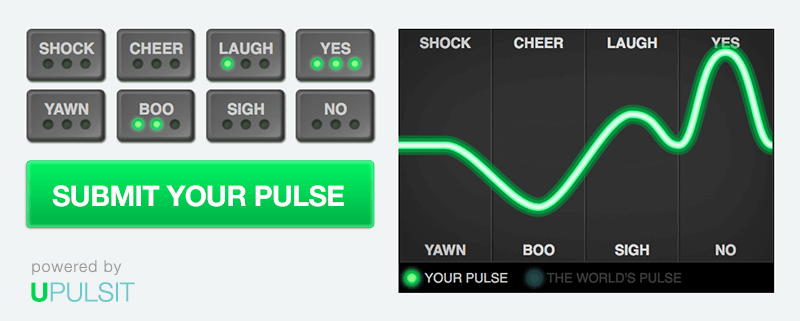 SHOCK CHEER LAUGH YES
YAWN BOO SIGH NO
SUBMIT YOUR PULSE
powered by
UPULSIT
SHOCK CHEER LAUGH YES
YAWN BOO SIGH NO
YOUR PULSE THE WORLD'S PULSE